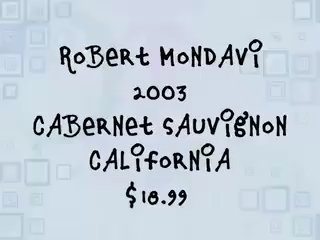 Robert Mondavi
2003
Cabernet Sauvignon
California
$18.99